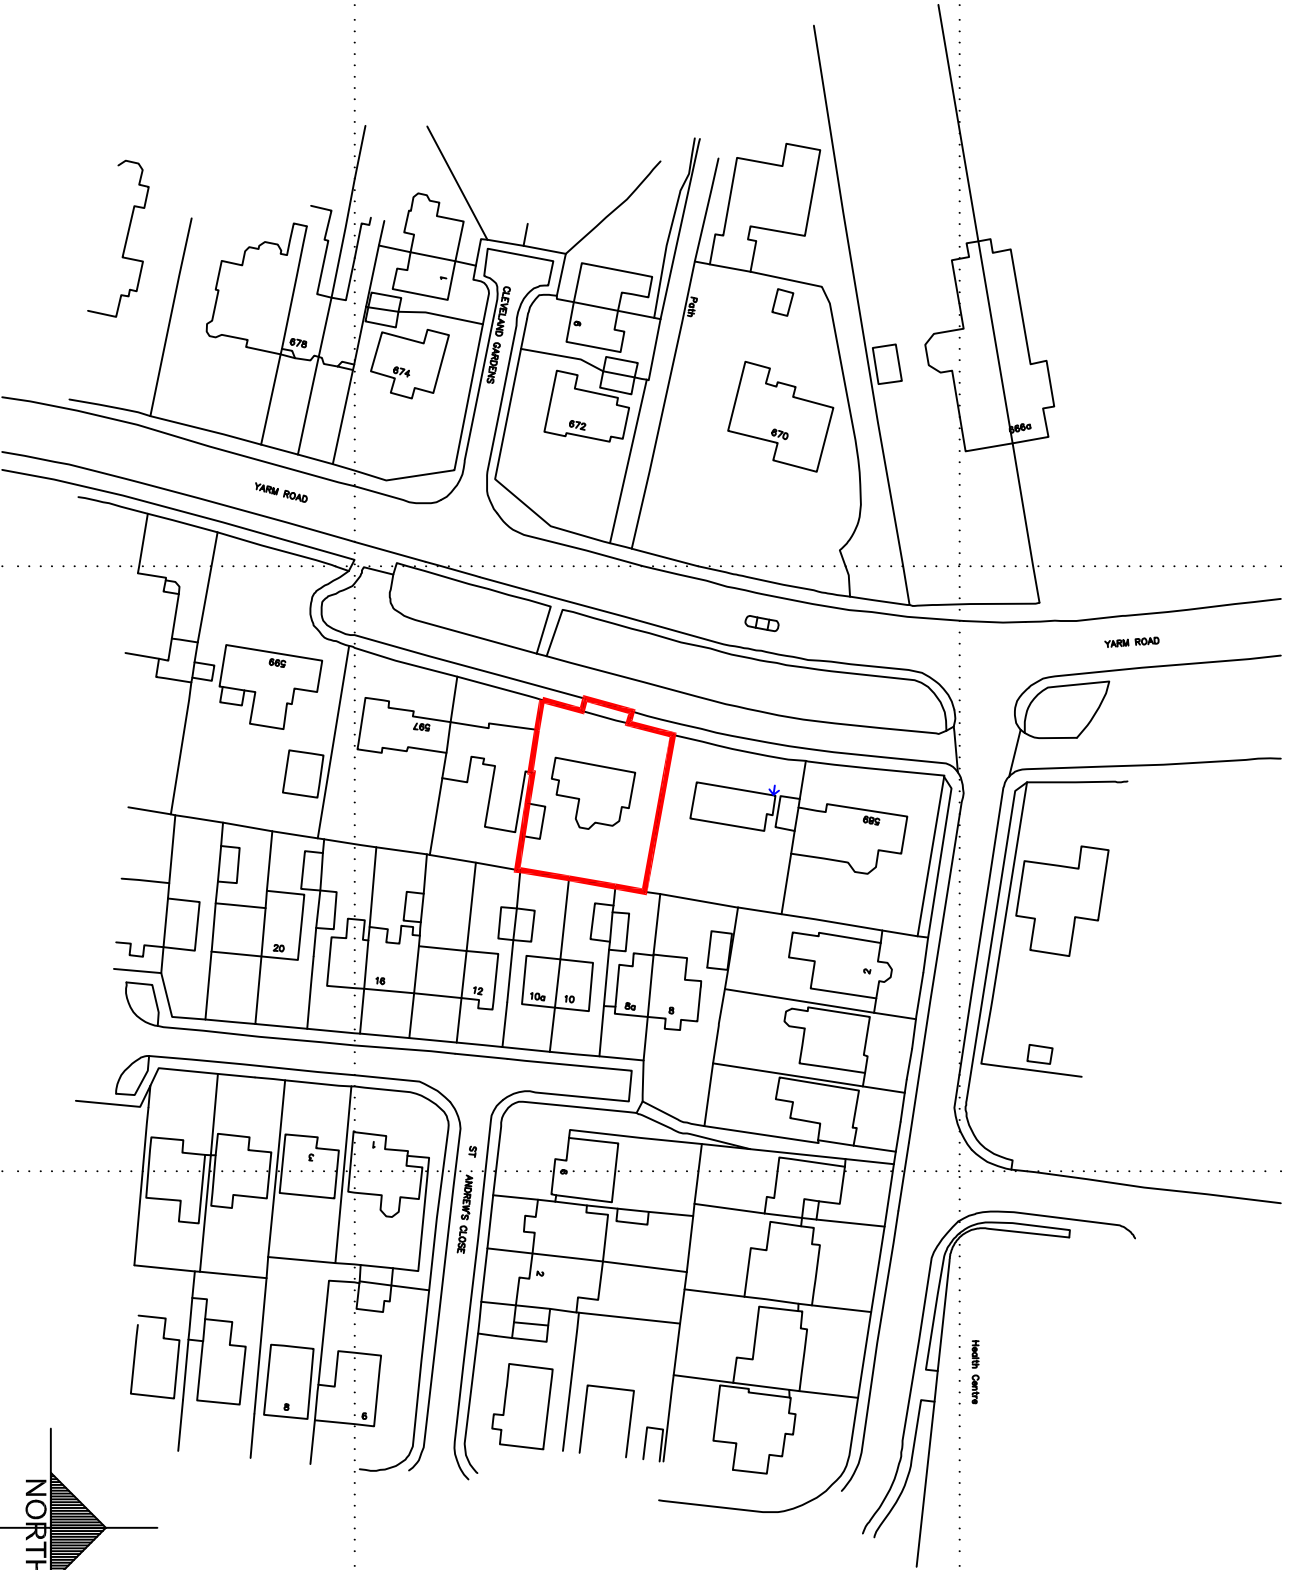 1
CLEVELAND GARDENS
Path
6
678
674
672
670
666a
YARM ROAD
YARM ROAD
599
597
589
20
16
12
10a
10
8a
8
2
1
3
6
ST ANDREW'S CLOSE
2
8
6
Health Centre
NORTH